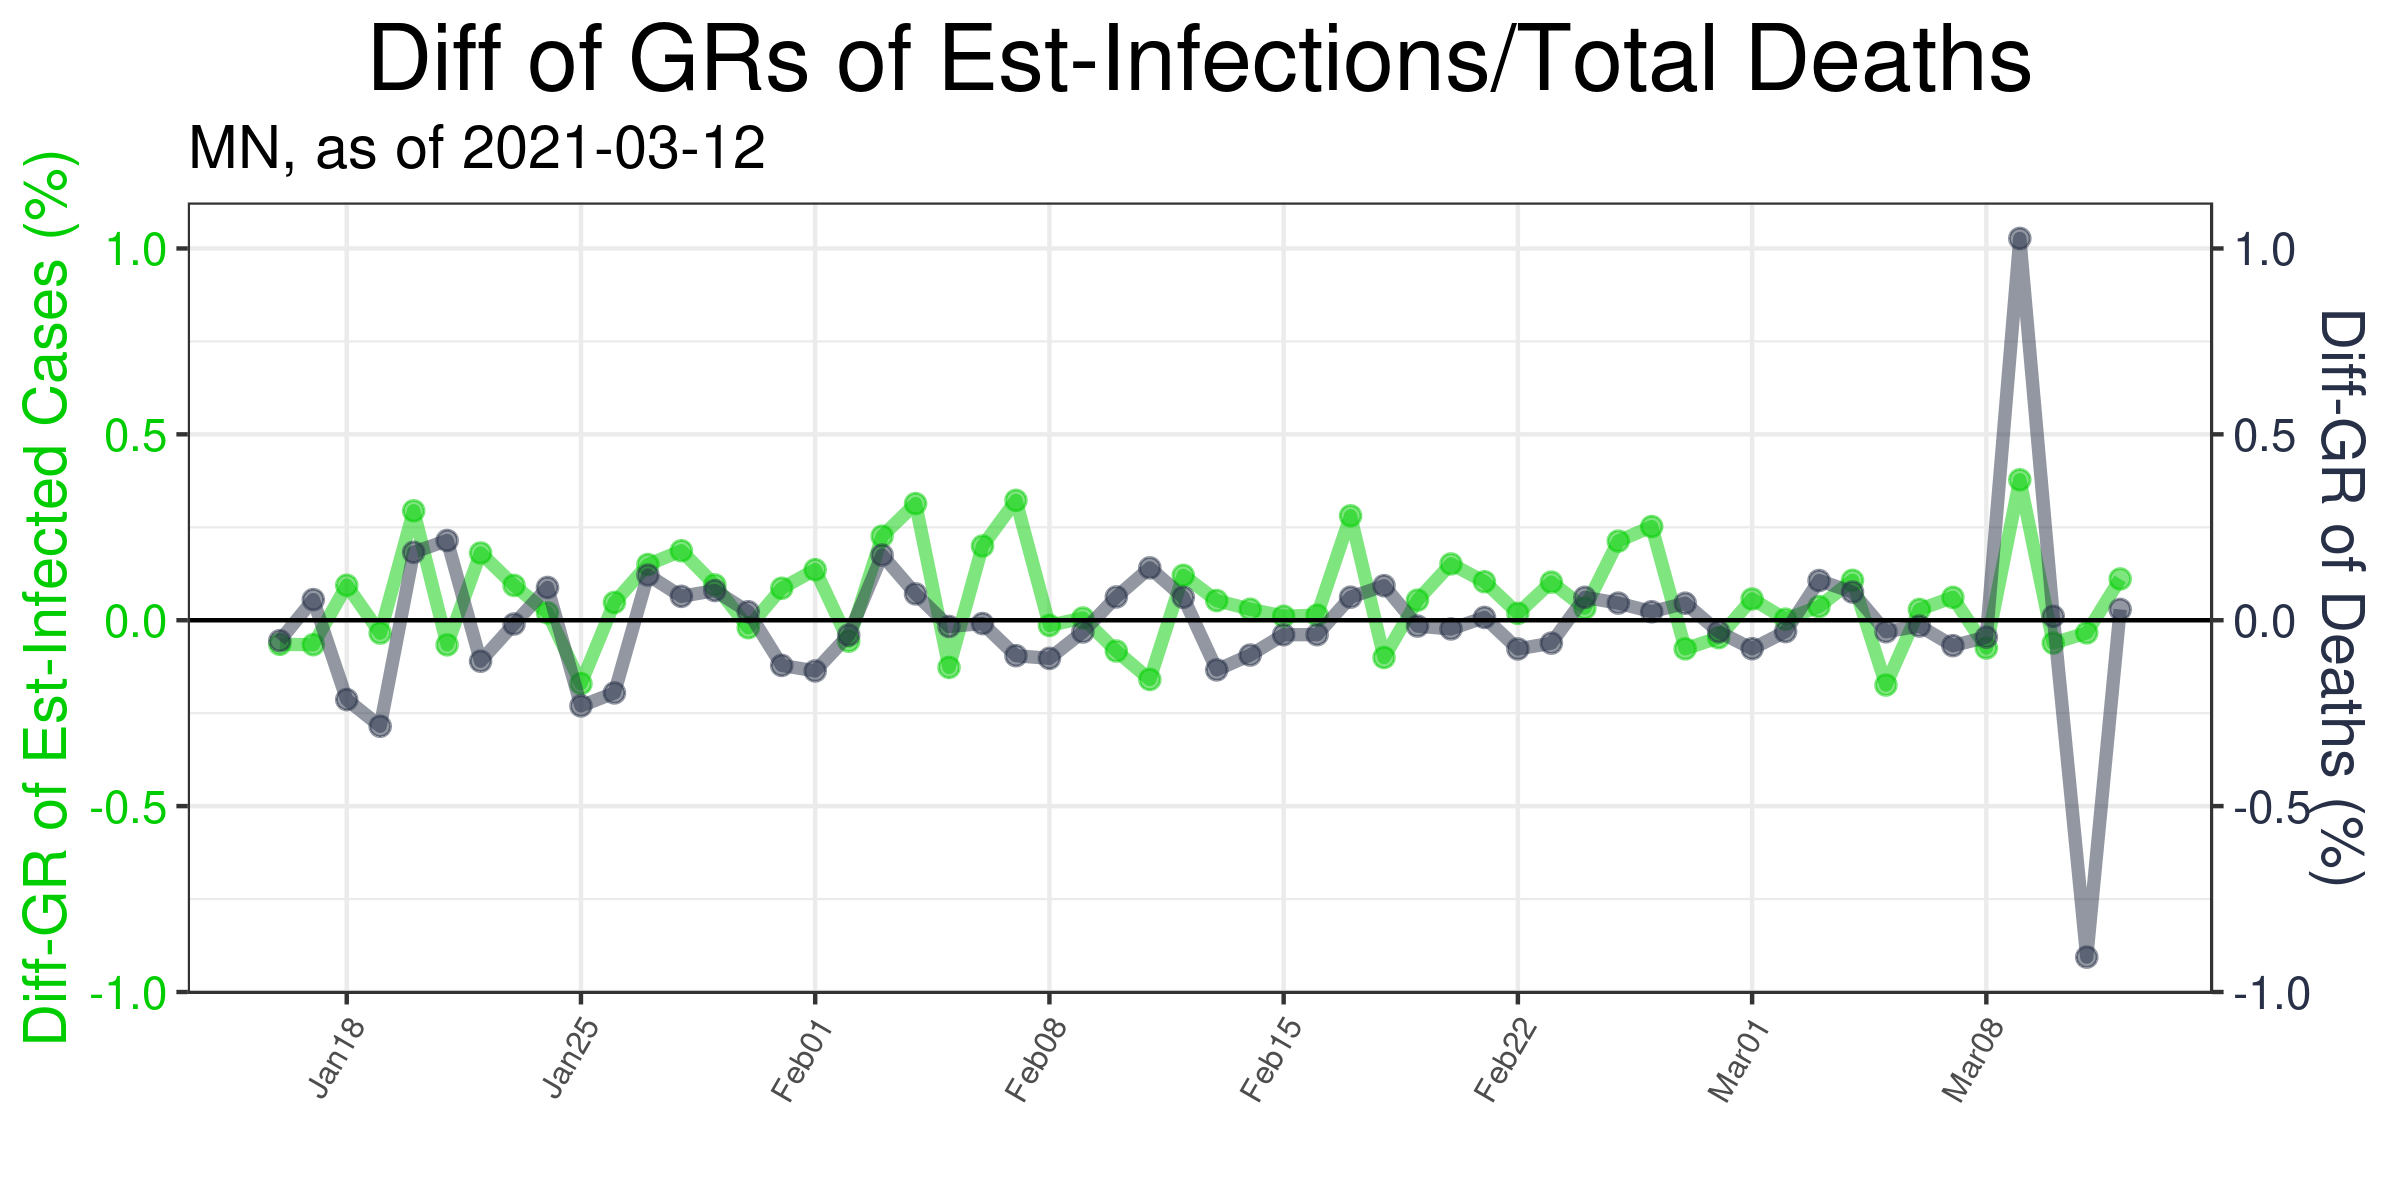 Diff of GRs of Est-Infections/Total Deaths
MN, as of 2021-03-12
Diff-GR of Est-Infected Cases (%)
1.0
0.5
0.0
-0.5
-1.0
1.0
0.5
0.0
-0.5
-1.0
Diff-GR of Deaths (%)
Jan18
Jan25
Feb01
Feb08
Feb15
Feb22
Mar01
Mar08